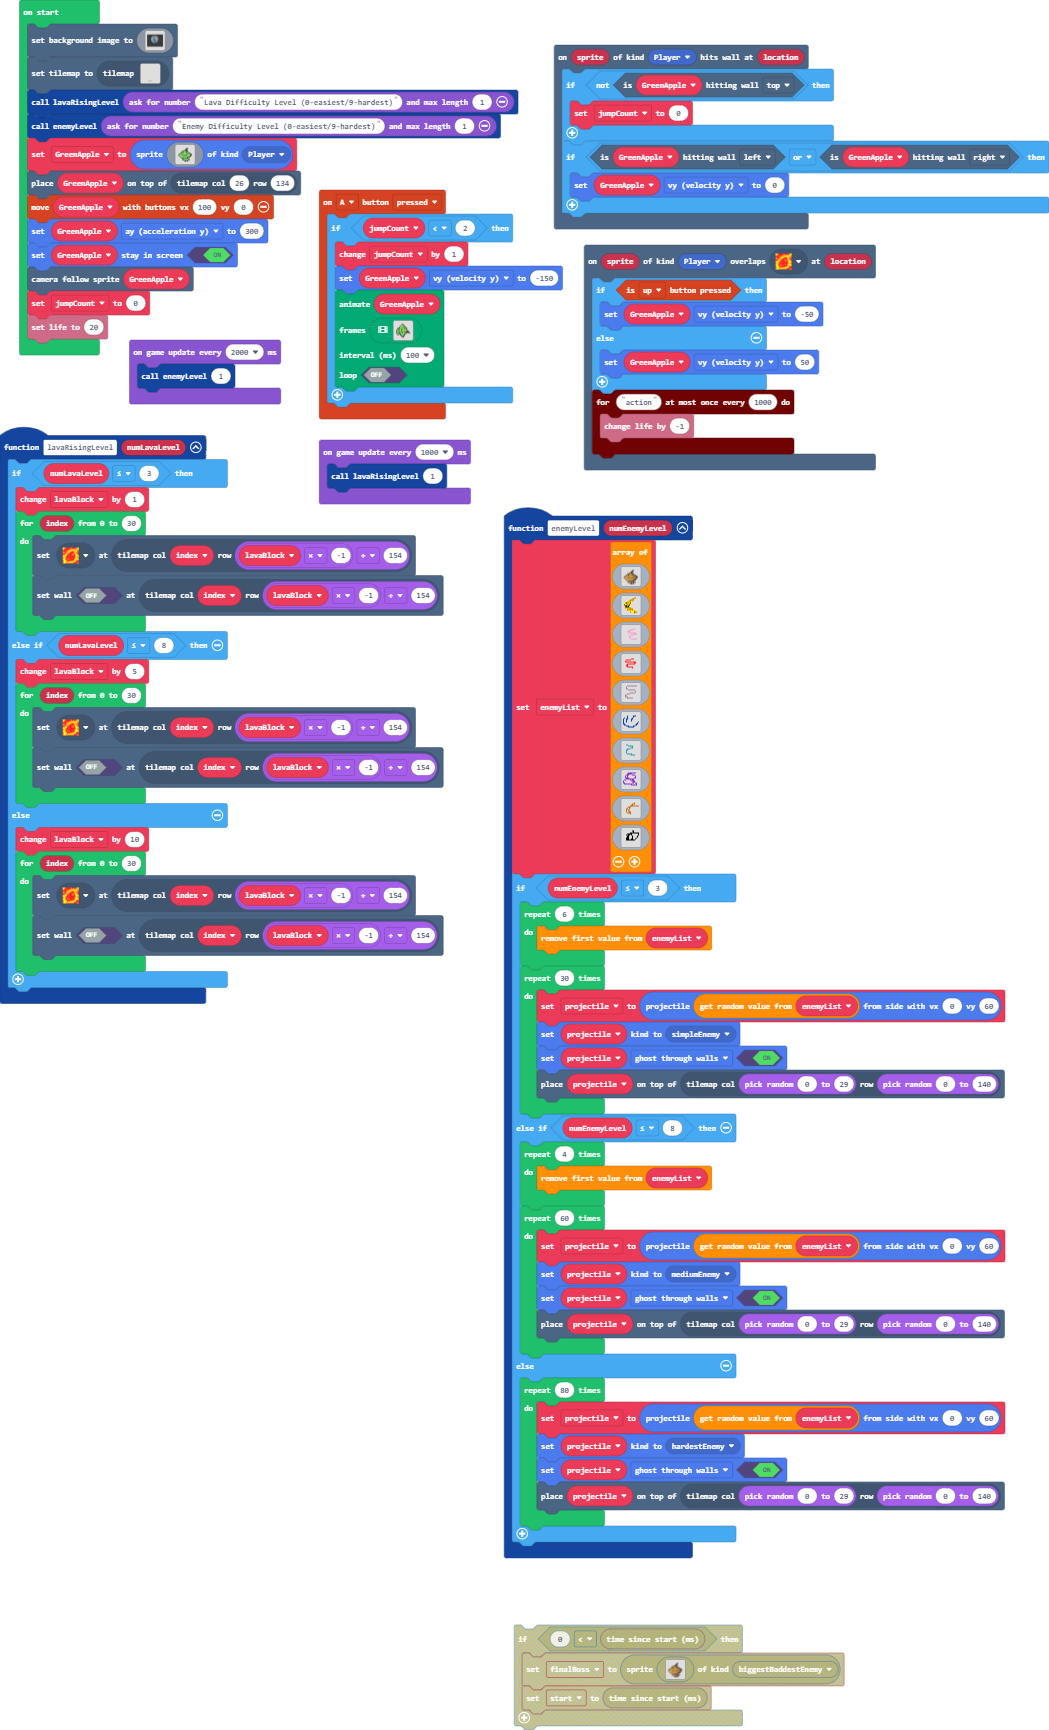 on start
set background image to
set tilemap to tilemap
call lavaRisingLevel ask for number "Lava Difficulty Level (0-easiest/9-hardest)" and max length 1
call enemyLevel ask for number "Enemy Difficulty Level (0-easiest/9-hardest)" and max length 1
set GreenApple to sprite of kind Player
place GreenApple on top of tilemap col 26 row 134
move GreenApple with buttons vx 100 vy 0
set GreenApple ay (acceleration y) to 300
set GreenApple stay in screen ON
camera follow sprite GreenApple
set jumpCount to 0
set life to 20
on game update every 2000 ms
call enemyLevel 1
on A button pressed
if jumpCount < 2 then
change jumpCount by 1
set GreenApple vy (velocity y) to -150
animate GreenApple
frames
interval (ms) 100
loop OFF
on game update every 1000 ms
call lavaRisingLevel 1
on sprite of kind Player hits wall at location
if not is GreenApple hitting wall top then
set jumpCount to 0
if is GreenApple hitting wall left or is GreenApple hitting wall right then
set GreenApple vy (velocity y) to 0
on sprite of kind Player overlaps at location
if is up button pressed then
set GreenApple vy (velocity y) to -50
else
set GreenApple vy (velocity y) to 50
for "action" at most once every 1000 do
change life by -1
function lavaRisingLevel numLavaLevel
if numLavaLevel ≤ 3 then
change lavaBlock by 1
for index from 0 to 30
do
set at tilemap col index row lavaBlock × -1 + 154
set wall OFF at tilemap col index row lavaBlock × -1 + 154
else if numLavaLevel ≤ 8 then
change lavaBlock by 5
for index from 0 to 30
do
set at tilemap col index row lavaBlock × -1 + 154
set wall OFF at tilemap col index row lavaBlock × -1 + 154
else
change lavaBlock by 10
for index from 0 to 30
do
set at tilemap col index row lavaBlock × -1 + 154
set wall OFF at tilemap col index row lavaBlock × -1 + 154
function enemyLevel numEnemyLevel
set enemyList to array of
if numEnemyLevel ≤ 3 then
repeat 6 times
do remove first value from enemyList
repeat 30 times
do
set projectile to projectile get random value from enemyList from side with vx 0 vy 60
set projectile kind to simpleEnemy
set projectile ghost through walls ON
place projectile on top of tilemap col pick random 0 to 29 row pick random 0 to 140
else if numEnemyLevel ≤ 8 then
repeat 4 times
do remove first value from enemyList
repeat 60 times
do
set projectile to projectile get random value from enemyList from side with vx 0 vy 60
set projectile kind to mediumEnemy
set projectile ghost through walls ON
place projectile on top of tilemap col pick random 0 to 29 row pick random 0 to 140
else
repeat 80 times
do
set projectile to projectile get random value from enemyList from side with vx 0 vy 60
set projectile kind to hardestEnemy
set projectile ghost through walls ON
place projectile on top of tilemap col pick random 0 to 29 row pick random 0 to 140
if 0 < time since start (ms) then
set finalBoss to sprite of kind biggestBaddestEnemy
set start to time since start (ms)